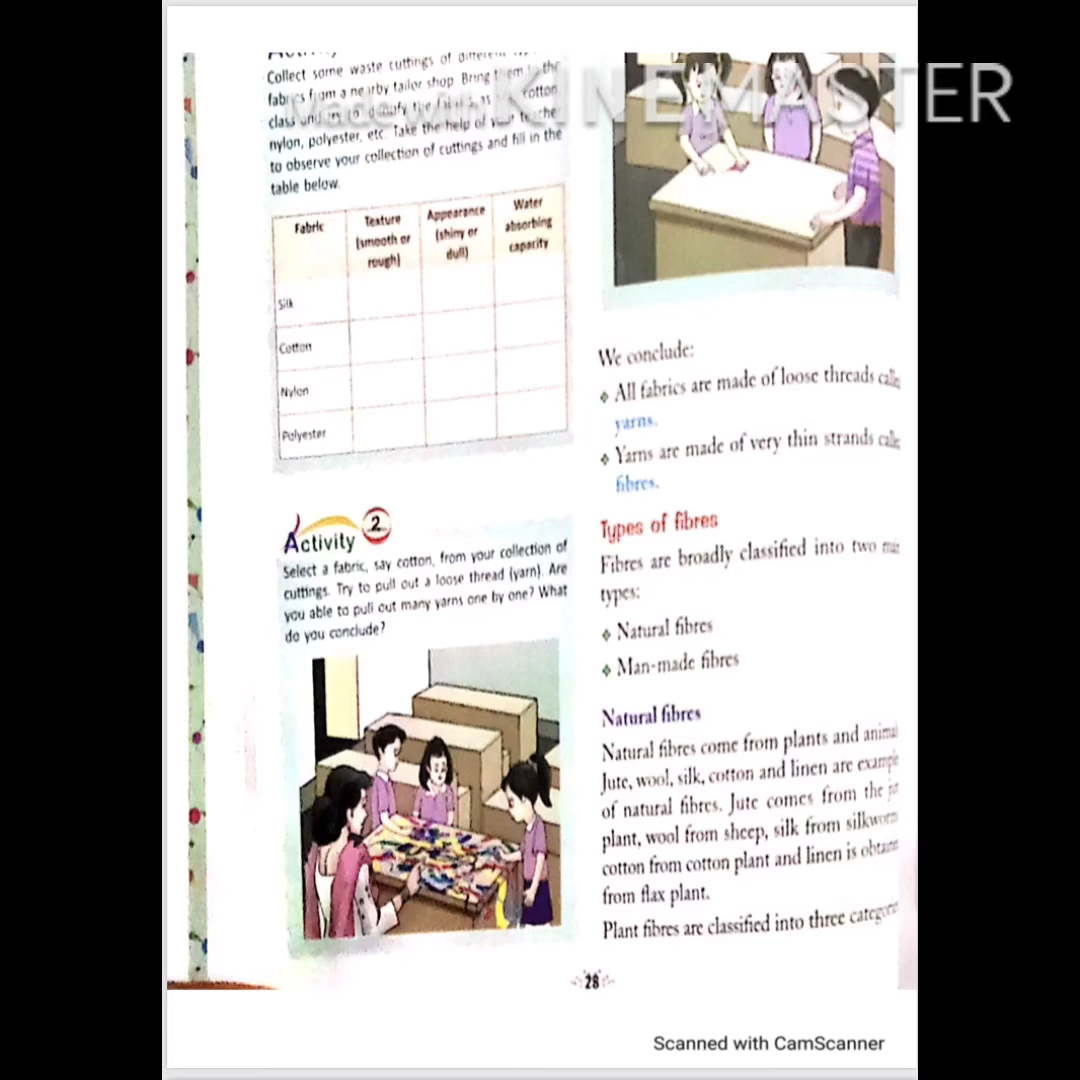 Collect some waste cuttings of different
fabrics from a nearby tailor shop. Bring them to the
class and try to identify the fabrics as silk, cotton,
nylon, polyester, etc. Take the help of your teacher
to observe your collection of cuttings and fill in the
table below.
Fabric Texture (smooth or rough) Appearance (shiny or dull) Water absorbing capacity
Silk
Cotton
Nylon
Polyester
Activity 2
Select a fabric, say cotton, from your collection of
cuttings. Try to pull out a loose thread (yarn). Are
you able to pull out many yarns one by one? What
do you conclude?
Made with KINEMASTER
We conclude:
All fabrics are made of loose threads
yarns.
Yarns are made of very thin strands
fibres.
Types of fibres
Fibres are broadly classified into two
types:
Natural fibres
Man-made fibres
Natural fibres
Natural fibres come from plants and
Jute, wool, silk, cotton and linen are
of natural fibres. Jute comes from the
plant, wool from sheep, silk from
cotton from cotton plant and linen is
from flax plant.
Plant fibres are classified into three
28
Scanned with CamScanner